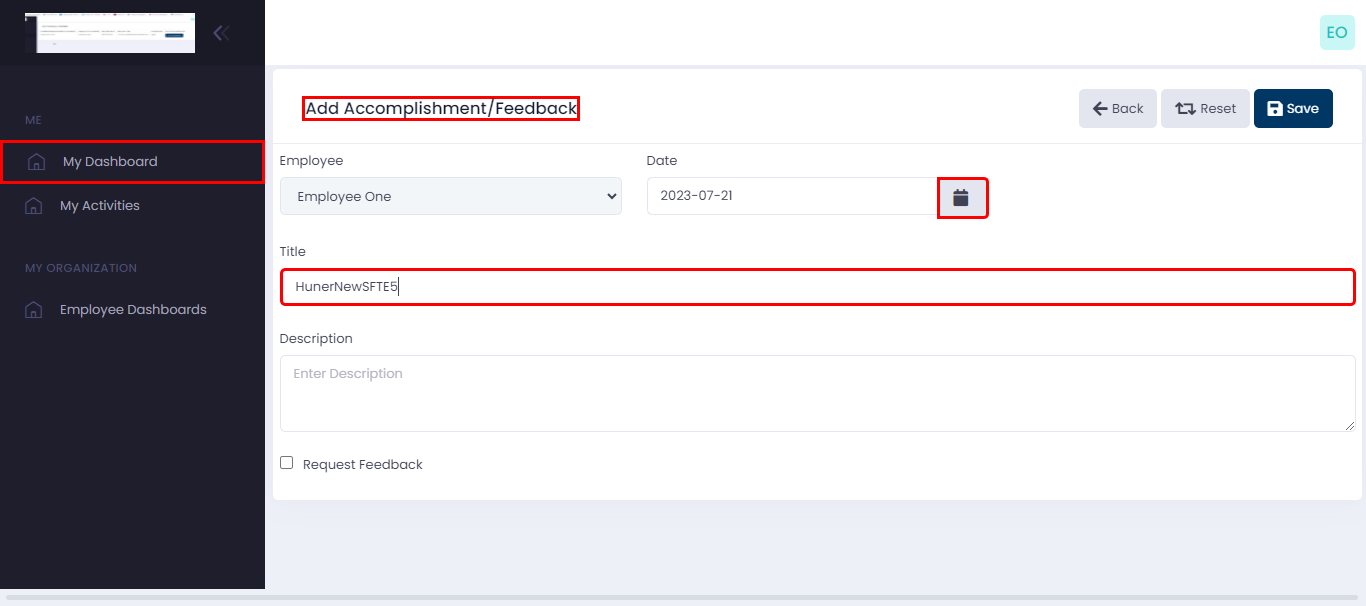 EO
ME
My Dashboard
My Activities
MY ORGANIZATION
Employee Dashboards
Add Accomplishment/Feedback
Back
Reset
Save
Employee
Date
Employee One
2023-07-21
Title
HunerNewSFTE5
Description
Enter Description
Request Feedback